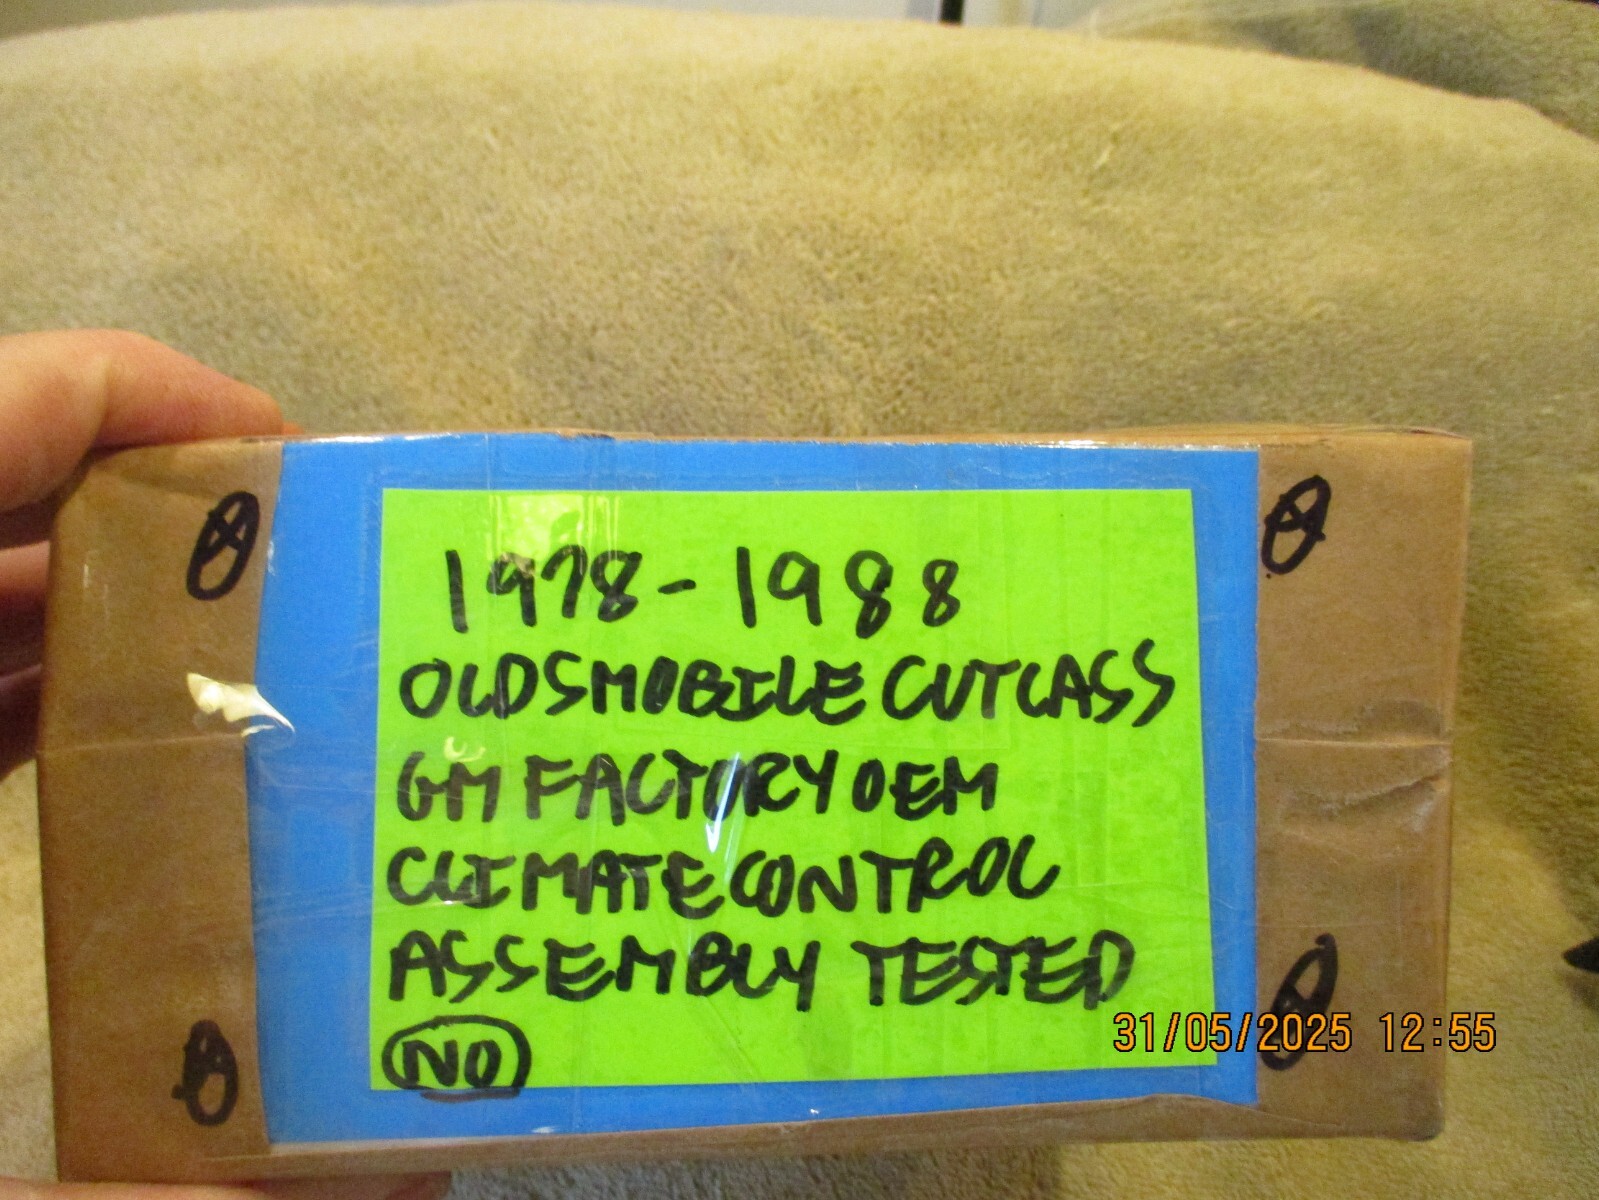 1978-1988
OLDSMOBILE CUTLASS
GM FACTORY OEM
CLIMATE CONTROL
ASSEMBLY TESTED
NO
31/05/2025 12:55